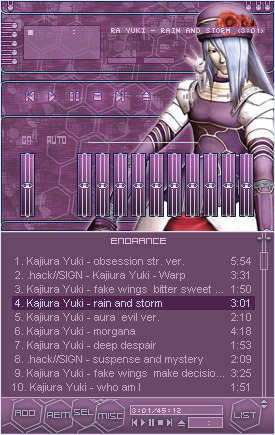 RA YUKI - RAIN AND STORM <3:01>
ON AUTO
ENDRANCE
1. Kajiura Yuki - obsession str. ver. 5:54
2. .hack//SIGN - Kajiura Yuki - Warp 3:31
3. Kajiura Yuki - fake wings bitter sweet ... 1:50
4. Kajiura Yuki - rain and storm 3:01
5. Kajiura Yuki - aura evil ver. 2:10
6. Kajiura Yuki - morgana 4:18
7. Kajiura Yuki - deep despair 1:53
8. .hack//SIGN - suspense and mystery 2:09
9. Kajiura Yuki - fake wings make decisio... 3:25
10. Kajiura Yuki - who am I 1:51
ADD REM SEL MISC 3:01/45:12 LIST